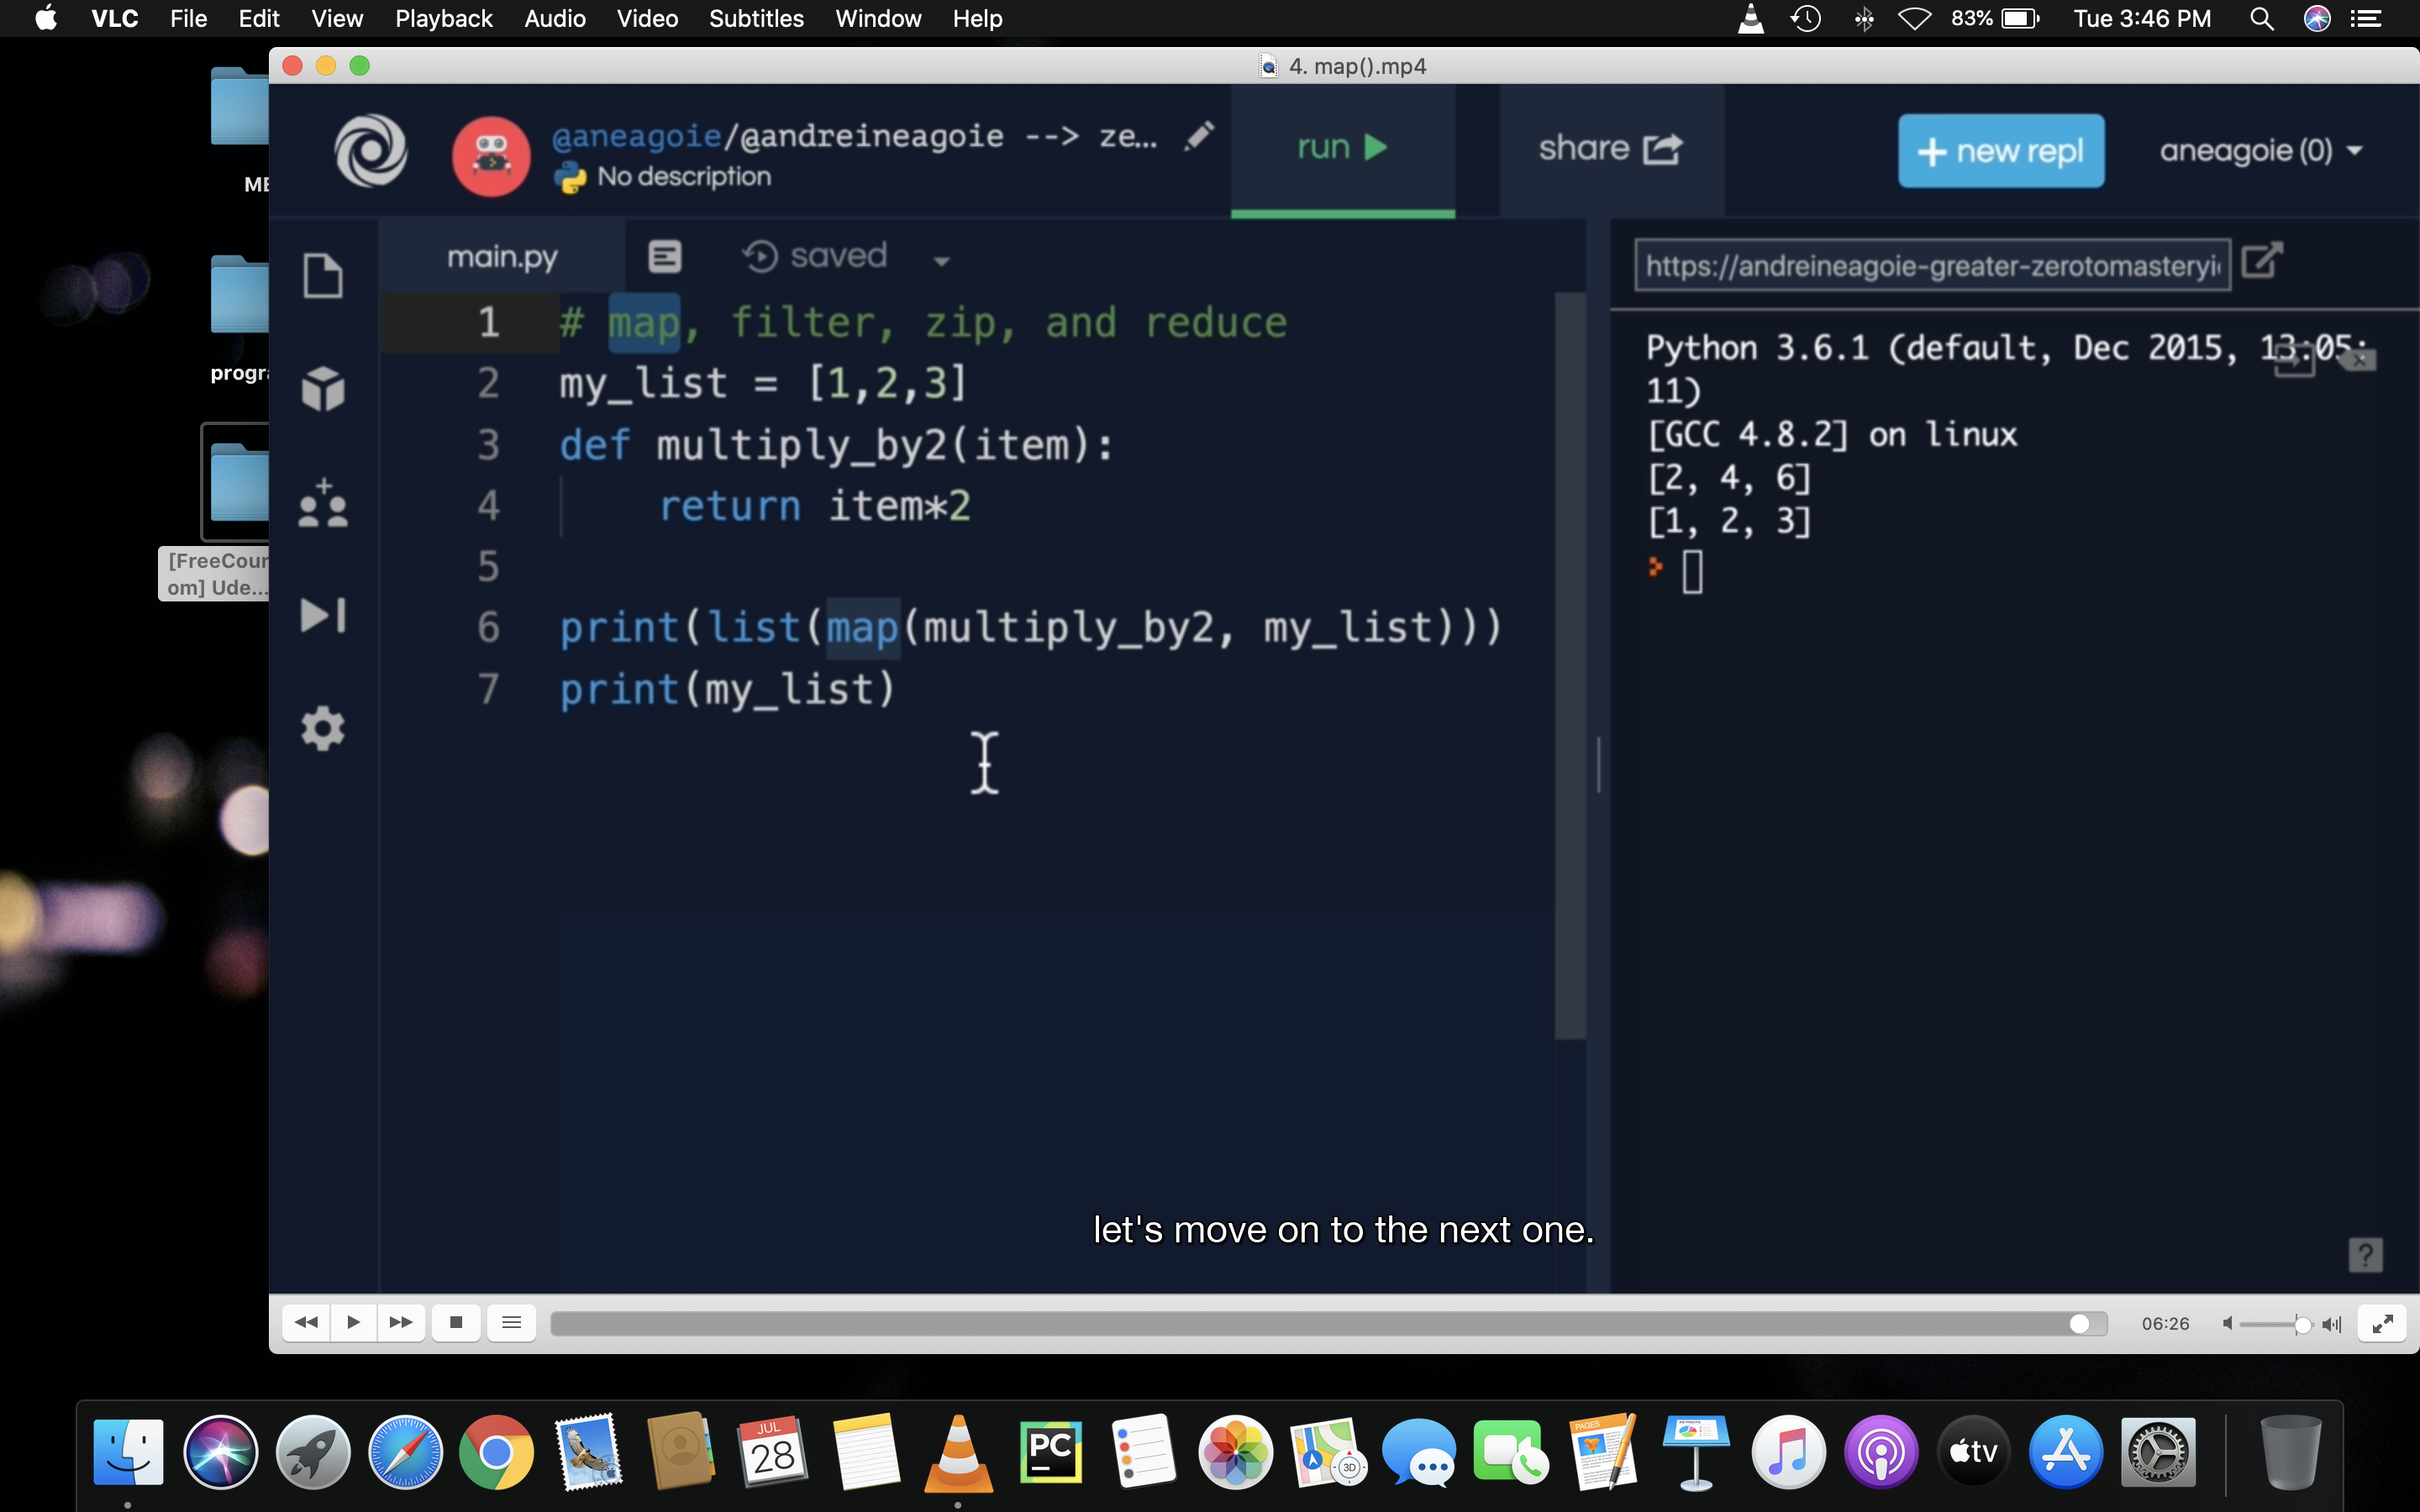 VLC File Edit View Playback Audio Video Subtitles Window Help 83% Tue 3:46 PM
4. map().mp4
@aneagoie/@andreineagoie --> ze...
No description
run
share
+ new repl
aneagoie (0)
main.py
saved
1 # map, filter, zip, and reduce
2 my_list = [1,2,3]
3 def multiply_by2(item):
4 return item*2
5
6 print(list(map(multiply_by2, my_list)))
7 print(my_list)
https://andreineagoie-greater-zerotomasteryi
Python 3.6.1 (default, Dec 2015, 13:05:
11)
[GCC 4.8.2] on linux
[2, 4, 6]
[1, 2, 3]
progra
[FreeCour
om] Ude...
let's move on to the next one.
?
06:26
JUL
28
PC
PAGES
3D
tv